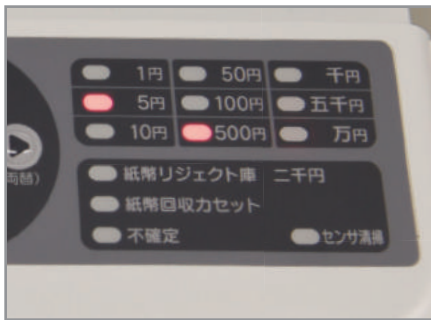 1円 50円 千円
5円 100円 五千円
10円 500円 万円
両替)
紙幣リジェクト庫 二千円
紙幣回収カセット
不確定 センサ清掃